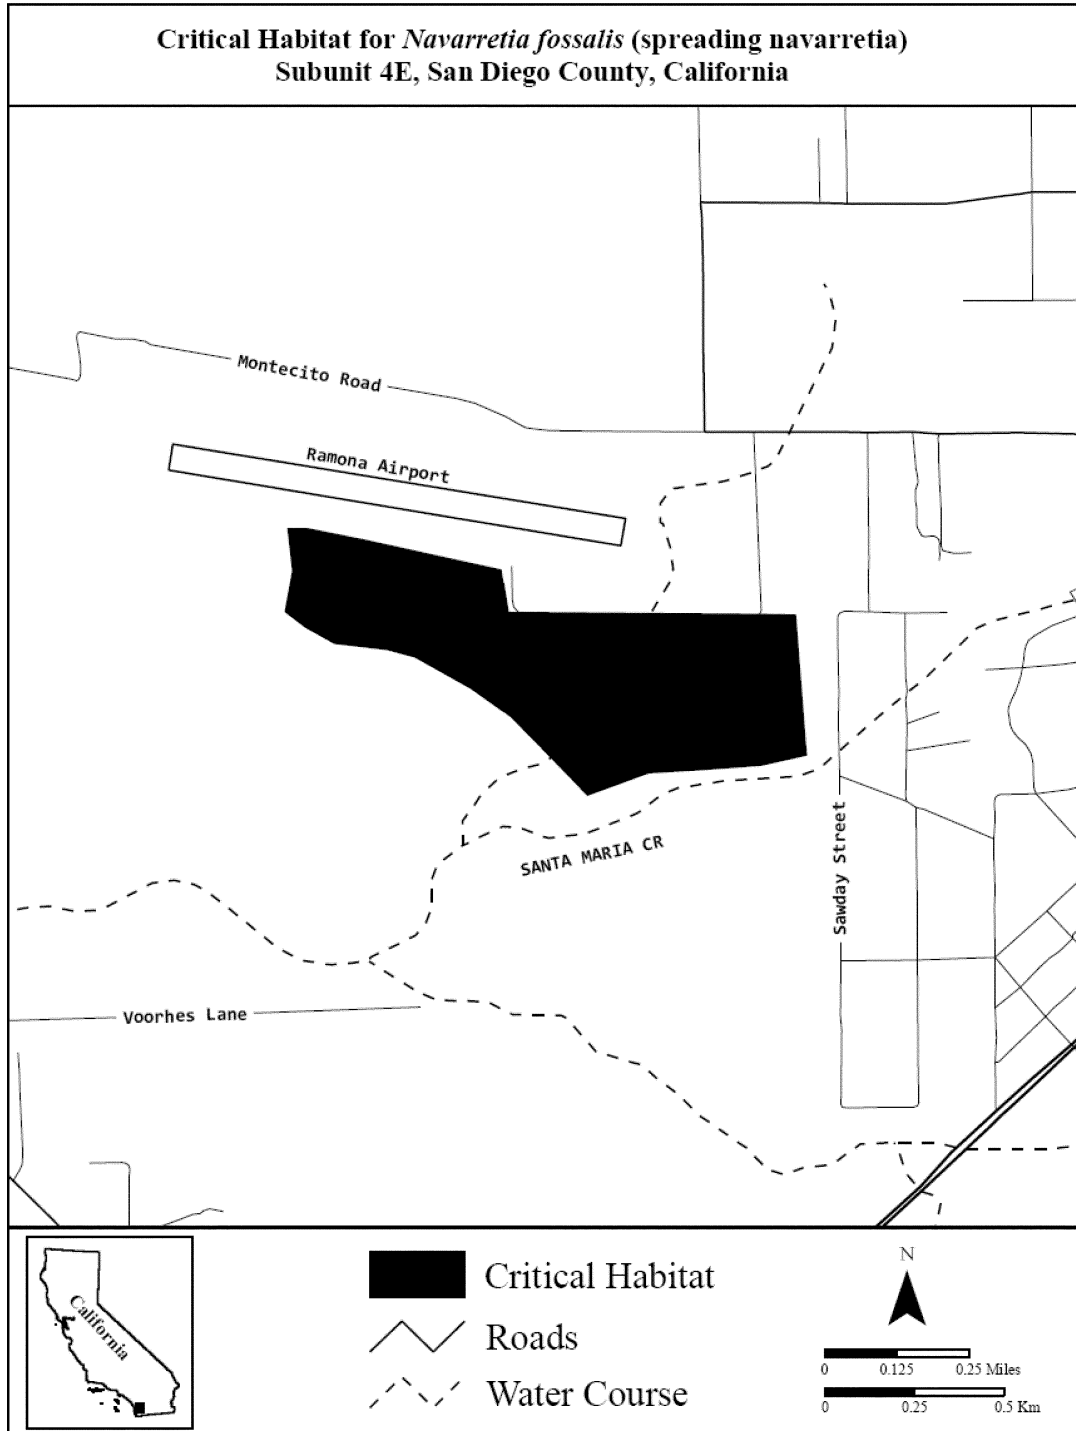 Critical Habitat for Navarretia fossalis (spreading navarretia)
Subunit 4E, San Diego County, California
Montecito Road
Ramona Airport
SANTA MARIA CR
Sawday Street
Voorhes Lane
California
Critical Habitat
Roads
Water Course
N
0 0.125 0.25 Miles
0 0.25 0.5 Km